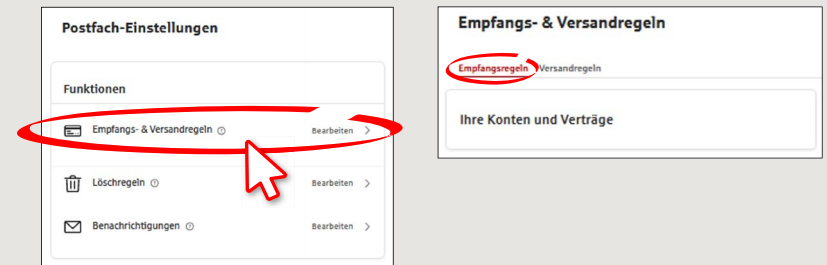 Postfach-Einstellungen
Funktionen
Empfangs- & Versandregeln Bearbeiten
Löschregeln Bearbeiten
Benachrichtigungen Bearbeiten
Empfangs- & Versandregeln
Empfangsregeln Versandregeln
Ihre Konten und Verträge